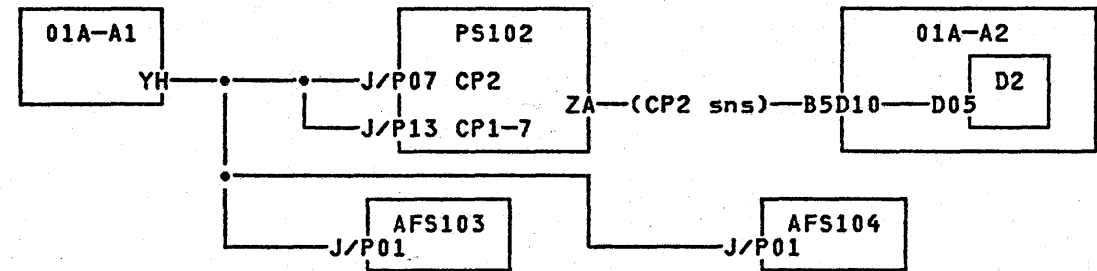 01A-A1 PS102 01A-A2
YH J/P07 CP2 D2
ZA (CP2 sns) B5D10 D05
J/P13 CP1-7
AFS103 AFS104
J/P01 J/P01